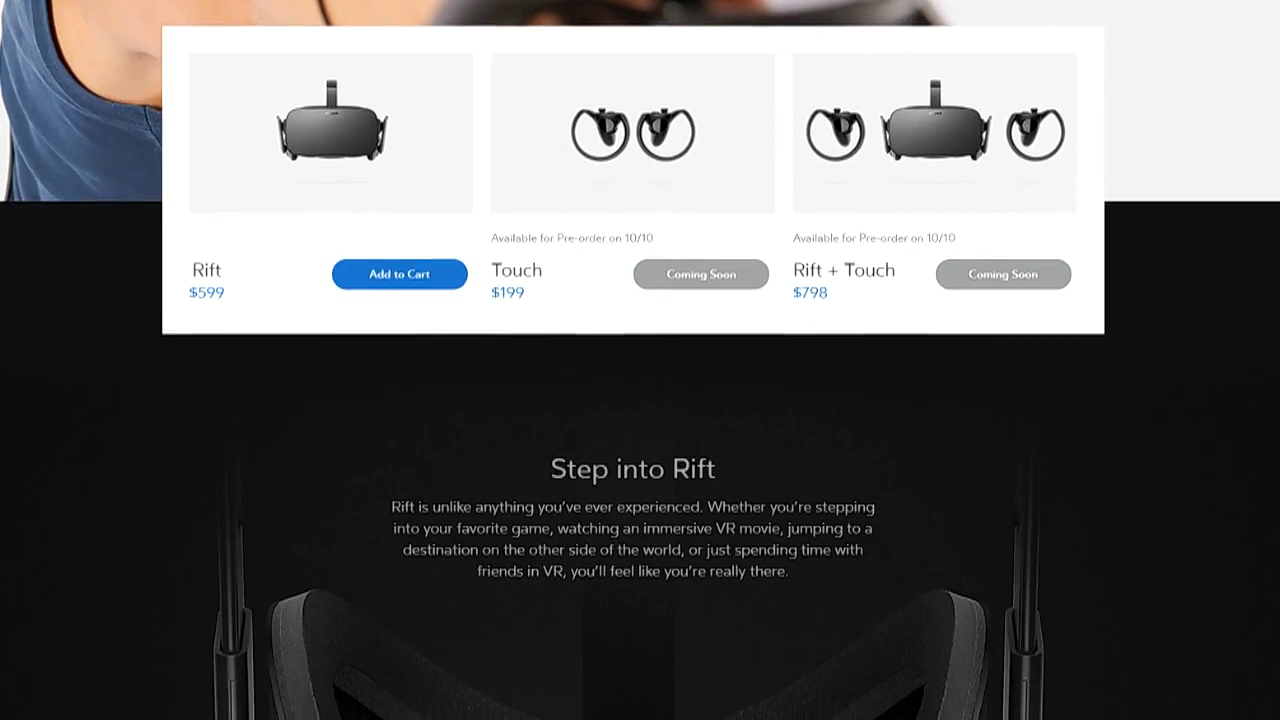 Available for Pre-order on 10/10
Available for Pre-order on 10/10
Rift
Add to Cart
Touch
Coming Soon
Rift + Touch
Coming Soon
$599
$199
$798
Step into Rift
Rift is unlike anything you've ever experienced. Whether you're stepping
into your favorite game, watching an immersive VR movie, jumping to a
destination on the other side of the world, or just spending time with
friends in VR, you'll feel like you're really there.